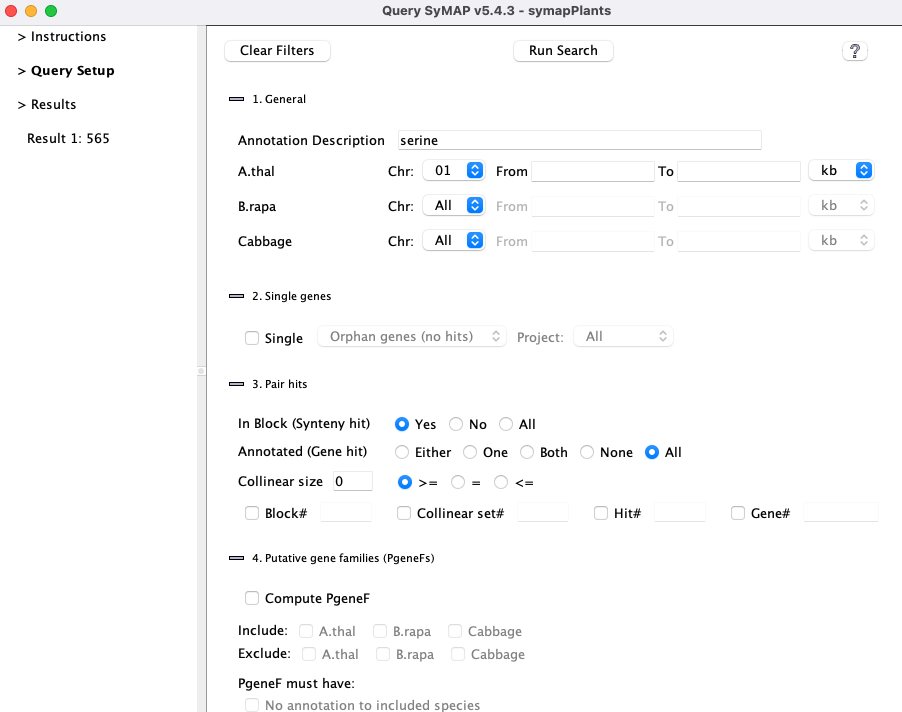 Query SyMAP v5.4.3 - symapPlants
> Instructions
> Query Setup
> Results
Result 1: 565
Clear Filters Run Search ?
1. General
Annotation Description serine
A.thal Chr: 01 From To kb
B.rapa Chr: All From To kb
Cabbage Chr: All From To kb
2. Single genes
Single Orphan genes (no hits) Project: All
3. Pair hits
In Block (Synteny hit) Yes No All
Annotated (Gene hit) Either One Both None All
Collinear size 0 >= = <=
Block# Collinear set# Hit# Gene#
4. Putative gene families (PgeneFs)
Compute PgeneF
Include: A.thal B.rapa Cabbage
Exclude: A.thal B.rapa Cabbage
PgeneF must have:
No annotation to included species